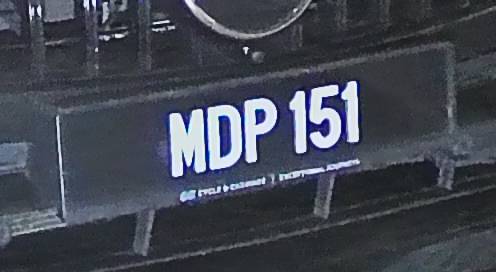 MDP 151
CYCLE & CARRIAGE | EXCEPTIONAL JOURNEYS